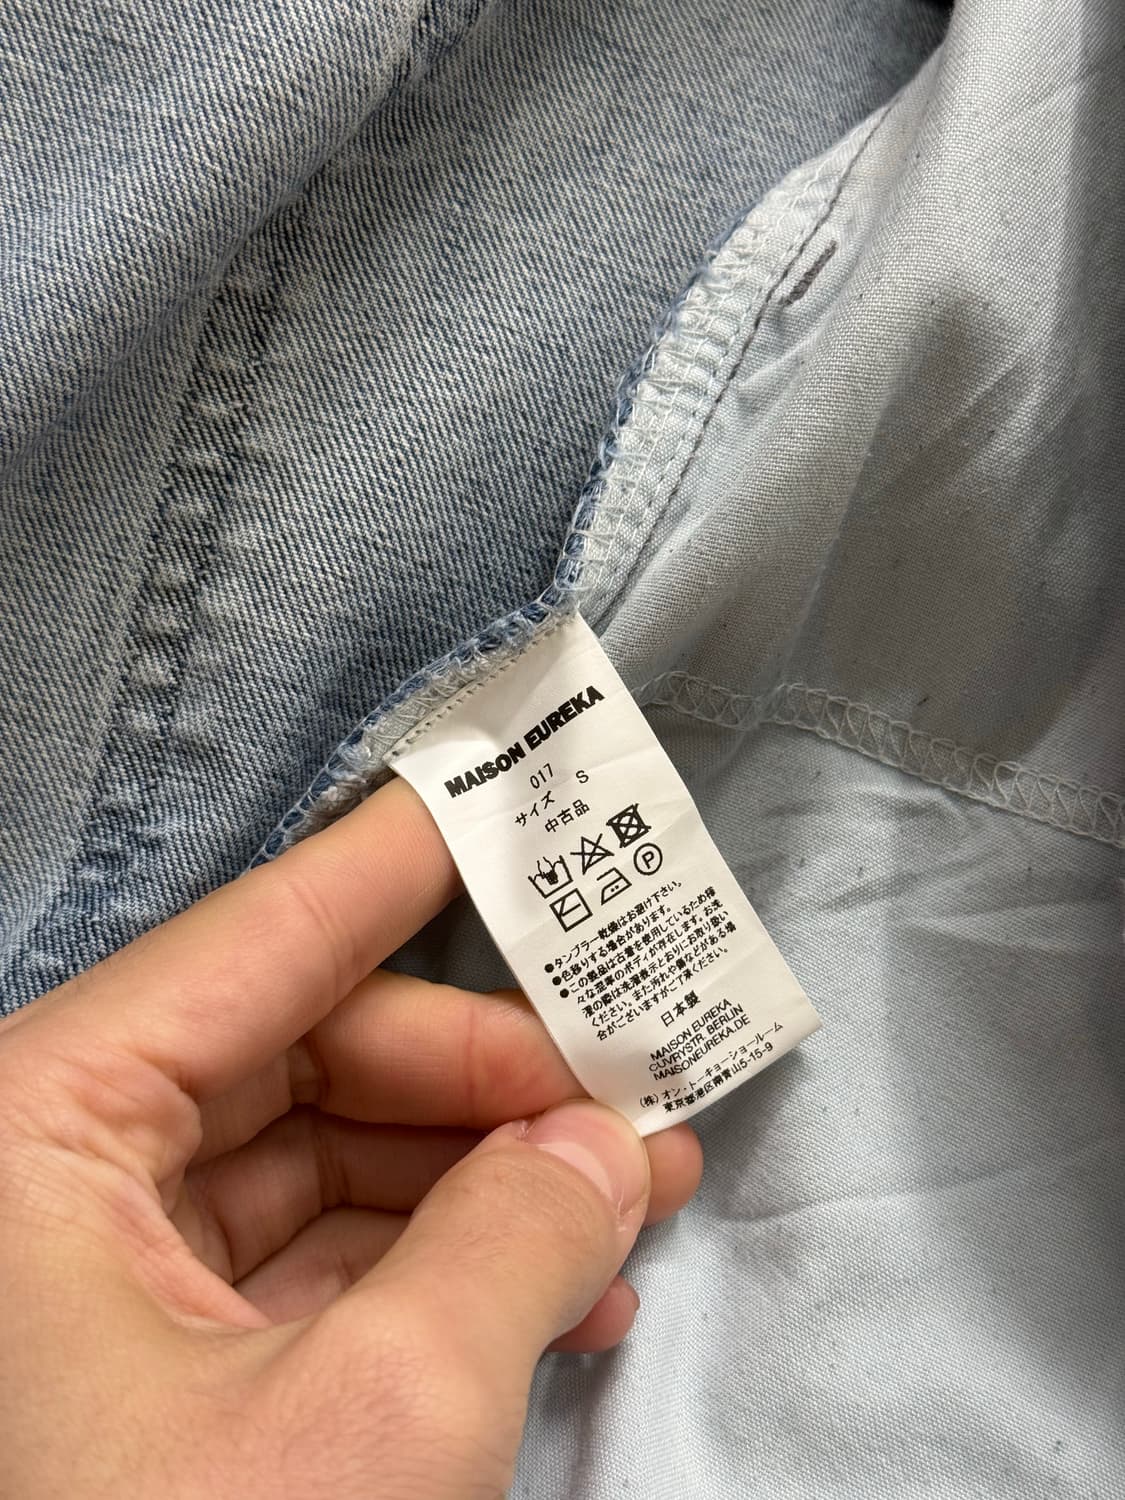 MAISON EUREKA
017
サイズ S
中古品
P
●タンブラー乾燥はお避け下さい。
●色移りする場合があります。
●この製品は古着を使用しているため様
々な混率のボディが存在します。お洗
濯の際は洗濯表示とおりにお取り扱い
ください。また汚れや傷などがある場
合がございますがご了承ください。
日本製
MAISON EUREKA
CUVRYSTR. BERLIN
MAISONEUREKA.DE
(株)オン・トーキョーショールーム
東京都港区南青山5-15-9